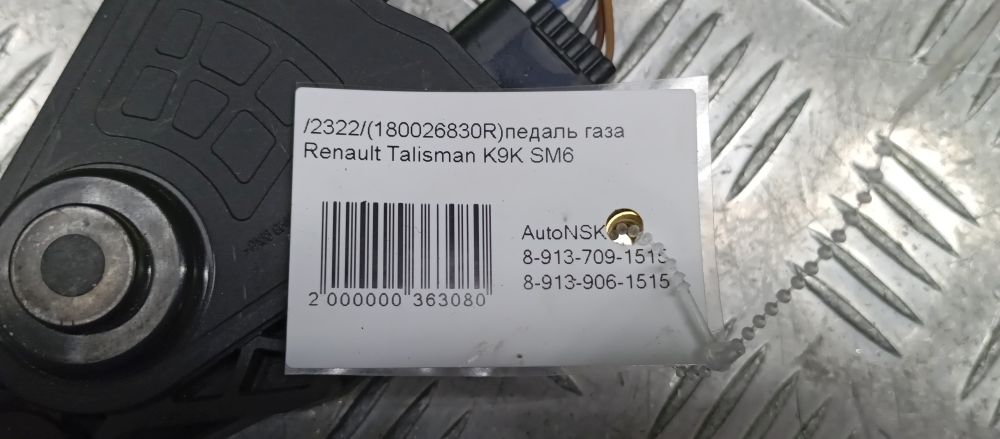 /2322/(180026830R)педаль газа
Renault Talisman K9K SM6
AutoNSK
8-913-709-1515
8-913-906-1515
2 000000 363080